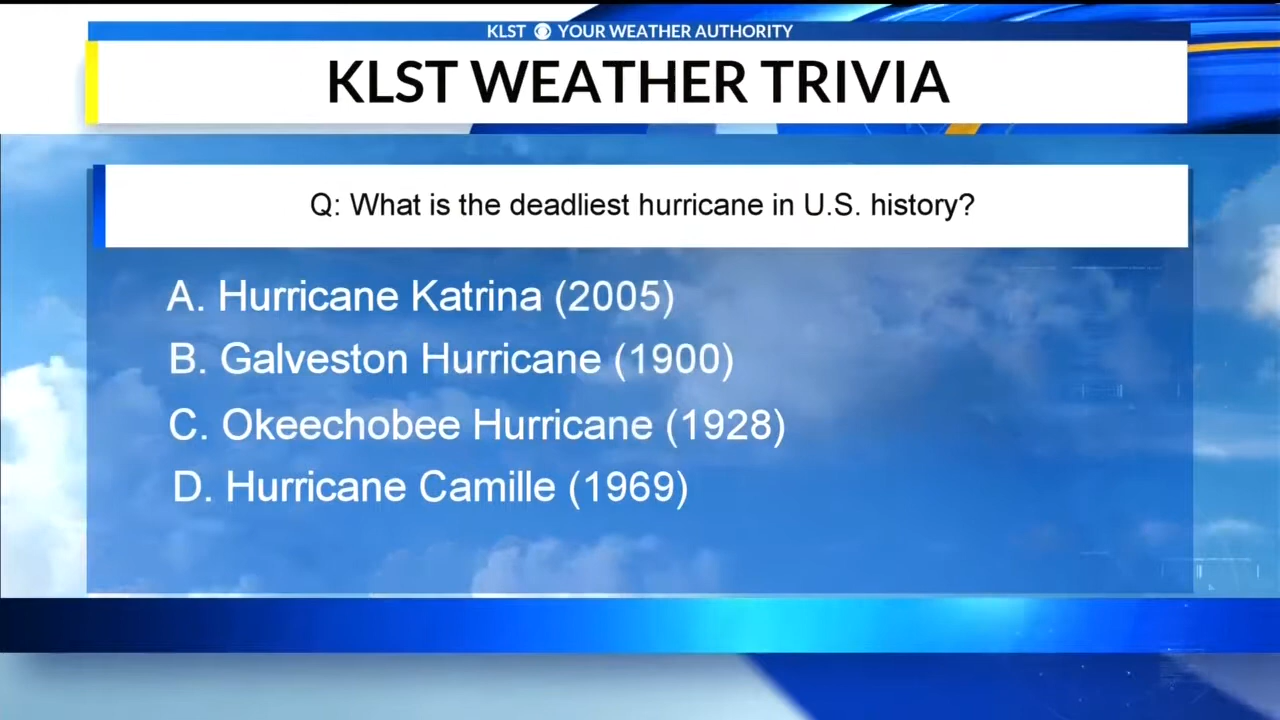 KLST YOUR WEATHER AUTHORITY
KLST WEATHER TRIVIA
Q: What is the deadliest hurricane in U.S. history?
A. Hurricane Katrina (2005)
B. Galveston Hurricane (1900)
C. Okeechobee Hurricane (1928)
D. Hurricane Camille (1969)